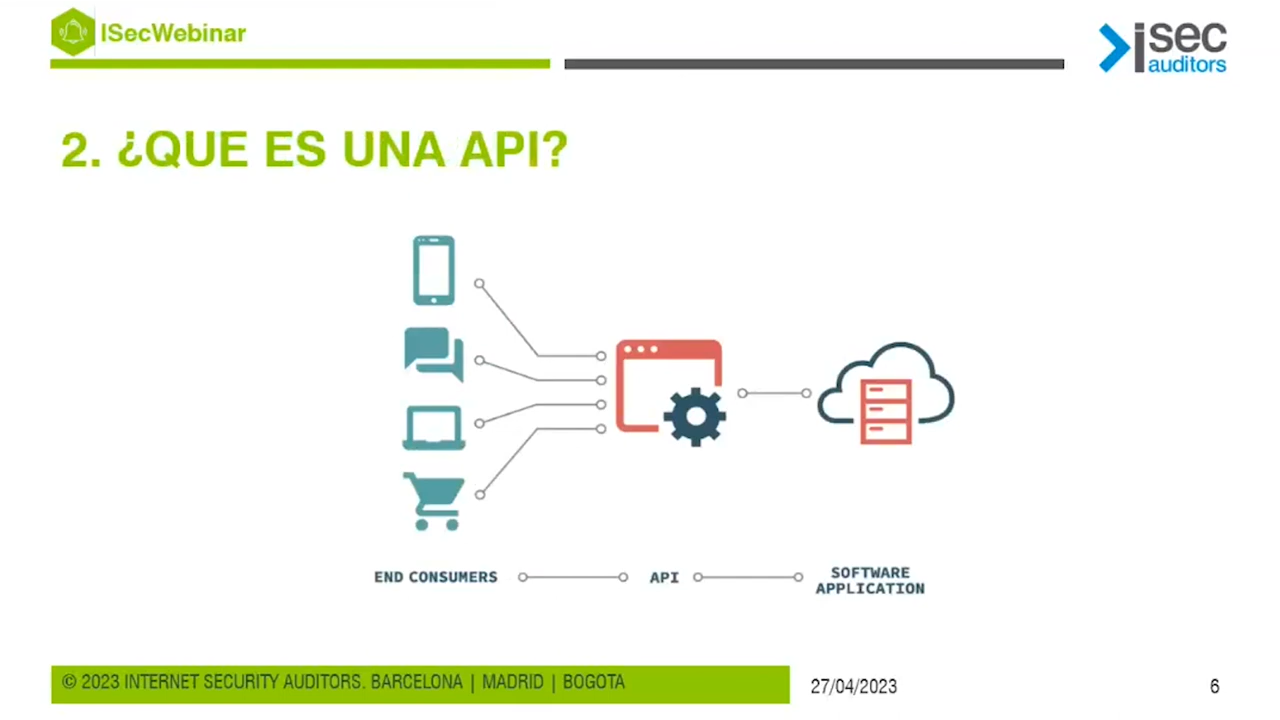 ISecWebinar
isec
auditors
2. ¿QUE ES UNA API?
END CONSUMERS
API
SOFTWARE
APPLICATION
© 2023 INTERNET SECURITY AUDITORS. BARCELONA | MADRID | BOGOTA
27/04/2023
6